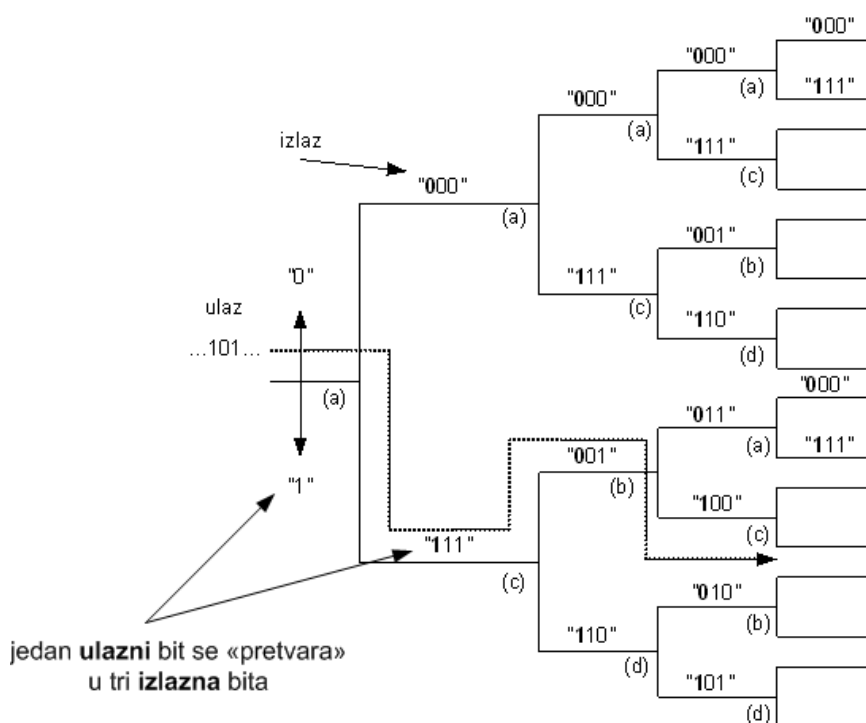 "000"
"000"
(a)
"111"
"000"
(a)
"111"
(c)
izlaz
"000"
(a)
"001"
(b)
"111"
(c)
"110"
(d)
"0"
ulaz
...101...
(a)
"1"
"000"
"011"
(a)
"111"
"001"
(b)
"100"
(c)
"111"
(c)
"010"
(b)
"110"
(d)
"101"
(d)
jedan ulazni bit se «pretvara»
u tri izlazna bita